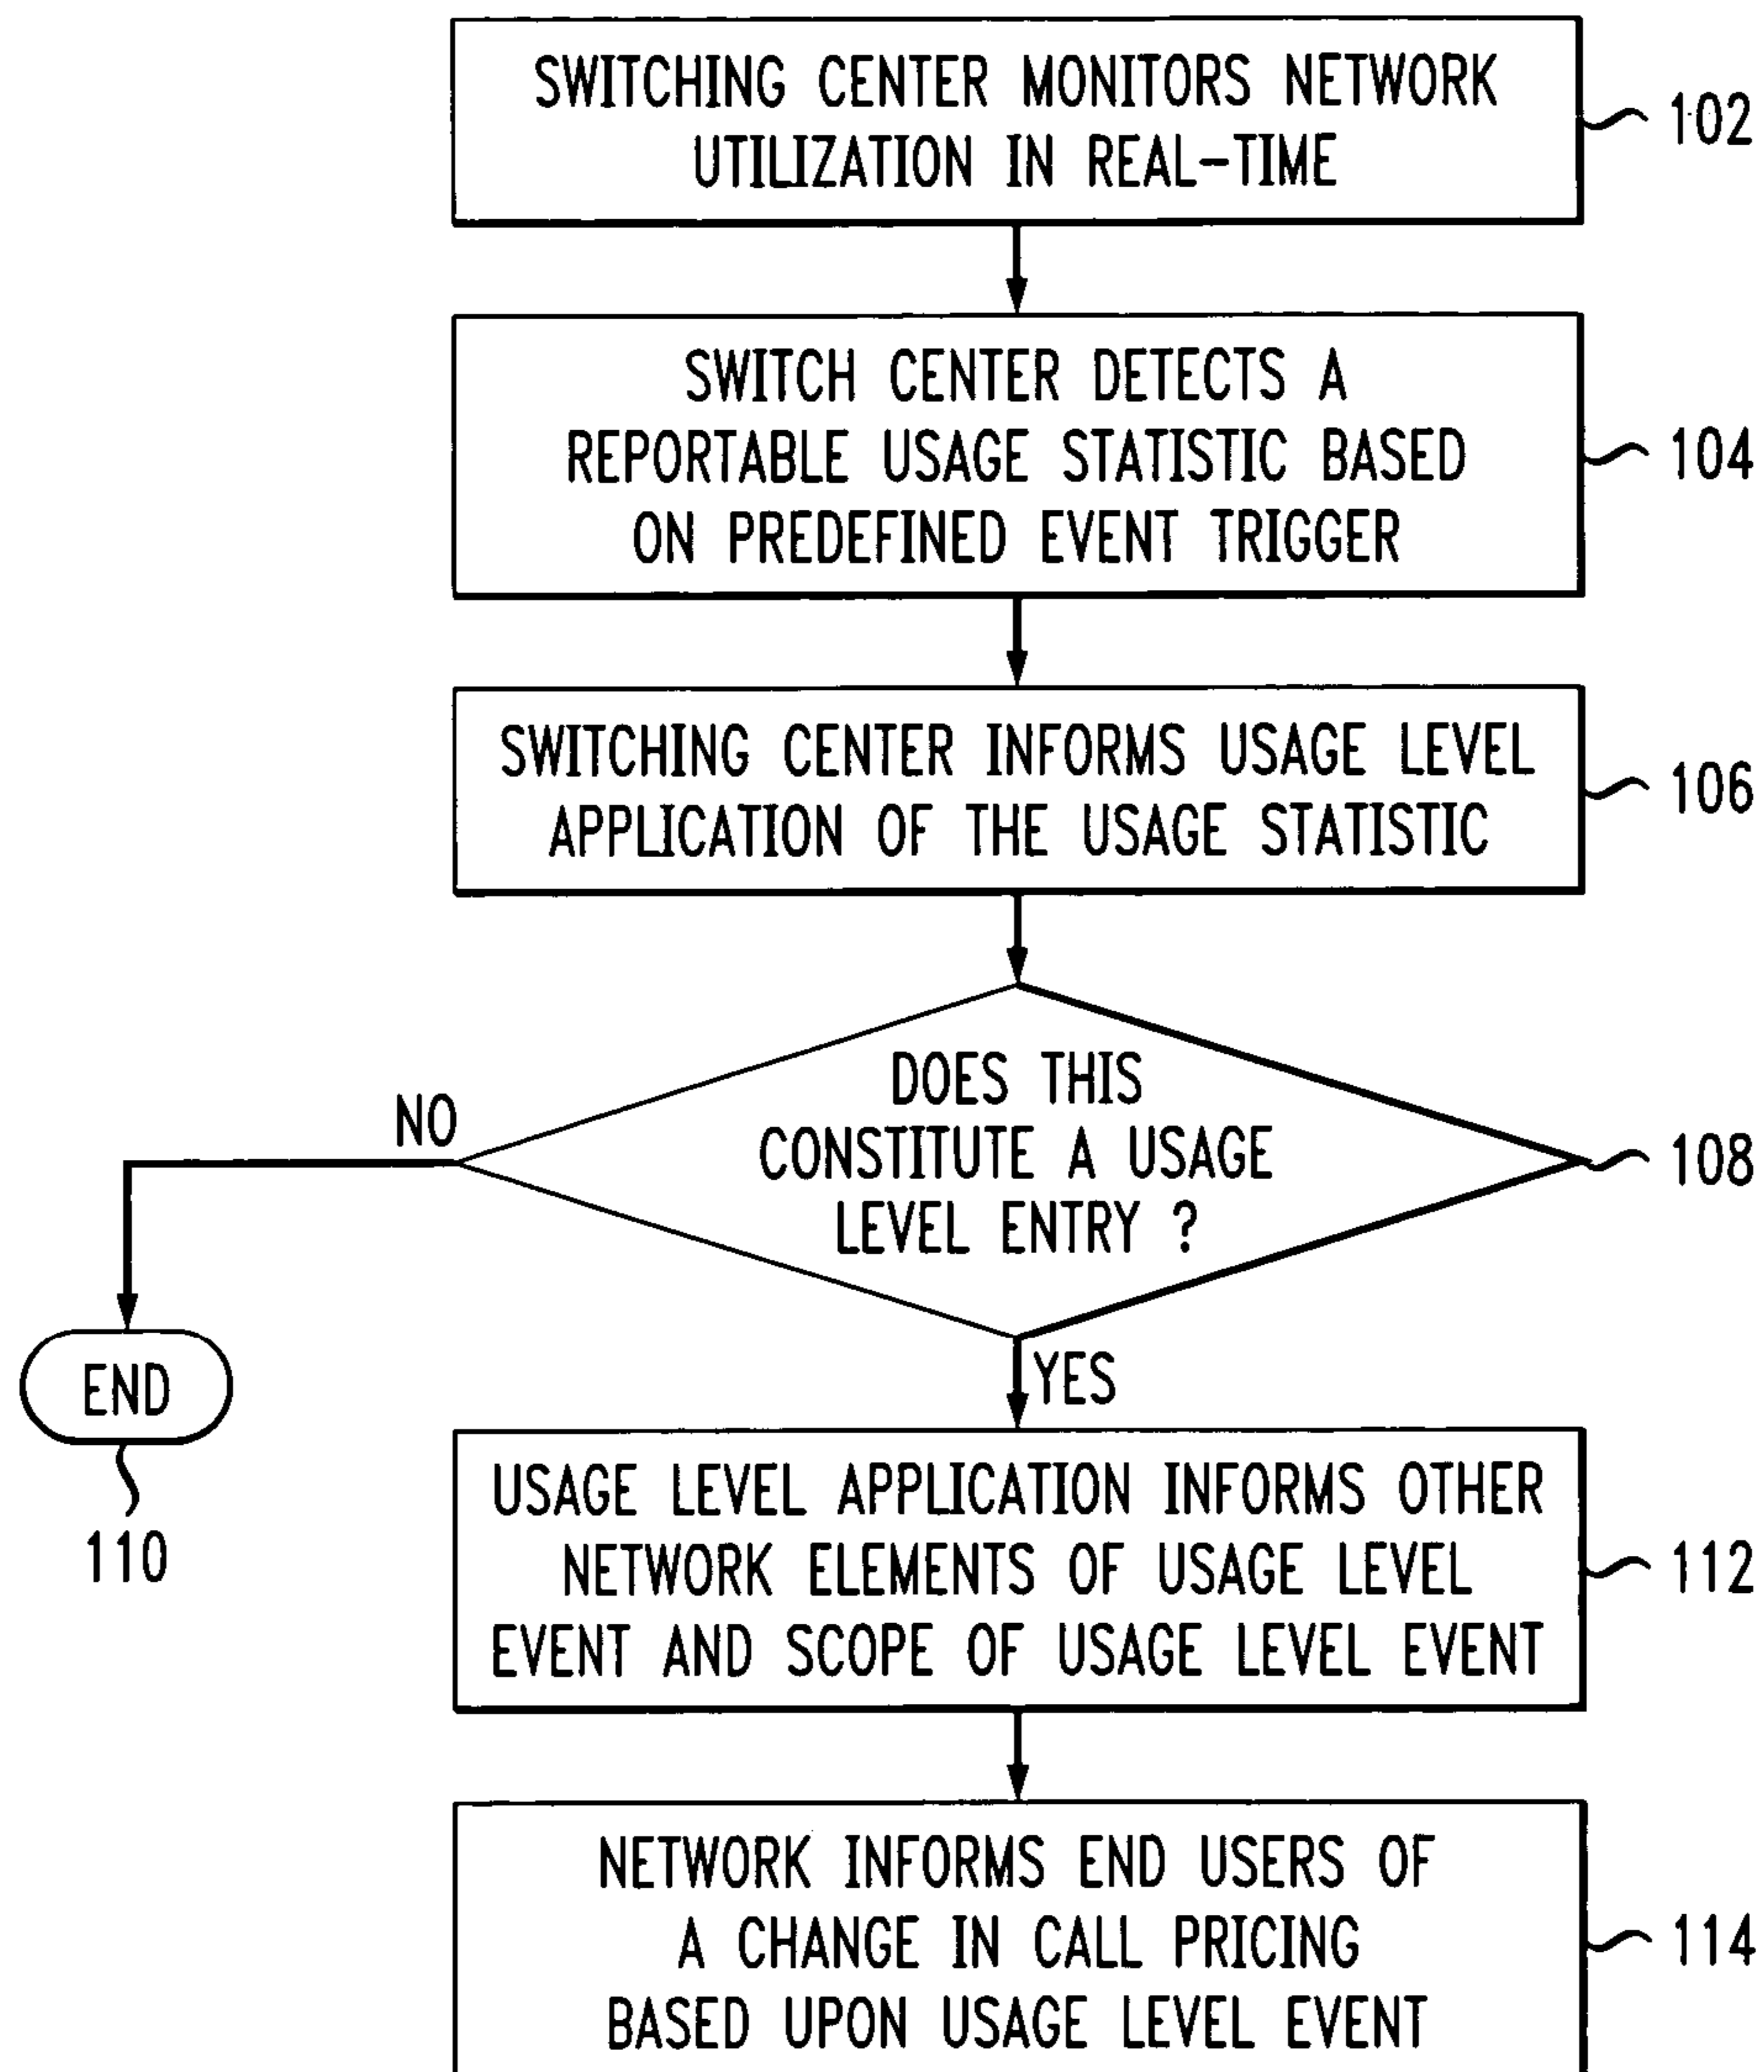 SWITCHING CENTER MONITORS NETWORK
UTILIZATION IN REAL-TIME
102
SWITCH CENTER DETECTS A
REPORTABLE USAGE STATISTIC BASED
ON PREDEFINED EVENT TRIGGER
104
SWITCHING CENTER INFORMS USAGE LEVEL
APPLICATION OF THE USAGE STATISTIC
106
DOES THIS
CONSTITUTE A USAGE
LEVEL ENTRY ?
108
NO
END
110
YES
USAGE LEVEL APPLICATION INFORMS OTHER
NETWORK ELEMENTS OF USAGE LEVEL
EVENT AND SCOPE OF USAGE LEVEL EVENT
112
NETWORK INFORMS END USERS OF
A CHANGE IN CALL PRICING
BASED UPON USAGE LEVEL EVENT
114